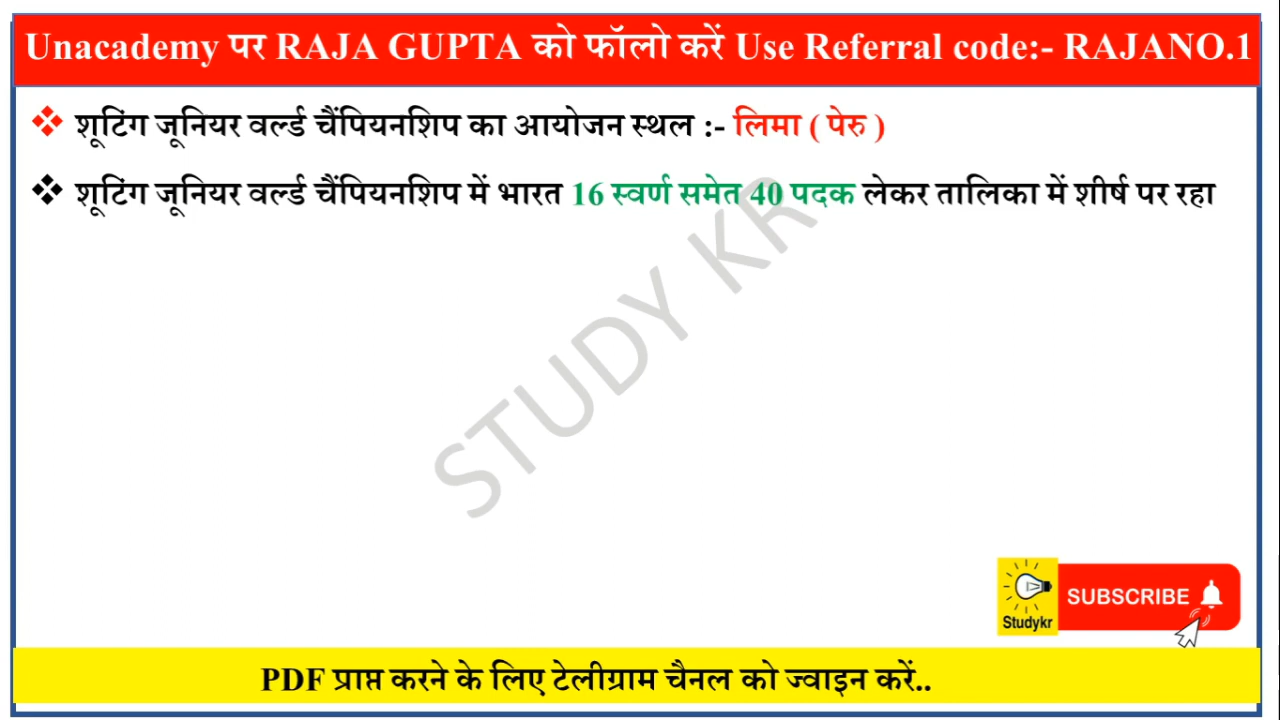 Unacademy पर RAJA GUPTA को फॉलो करें Use Referral code:- RAJANO.1
❖ शूटिंग जूनियर वर्ल्ड चैंपियनशिप का आयोजन स्थल :- लिमा ( पेरु )
❖ शूटिंग जूनियर वर्ल्ड चैंपियनशिप में भारत 16 स्वर्ण समेत 40 पदक लेकर तालिका में शीर्ष पर रहा
STUDY KR
SUBSCRIBE
Studykr
PDF प्राप्त करने के लिए टेलीग्राम चैनल को ज्वाइन करें..